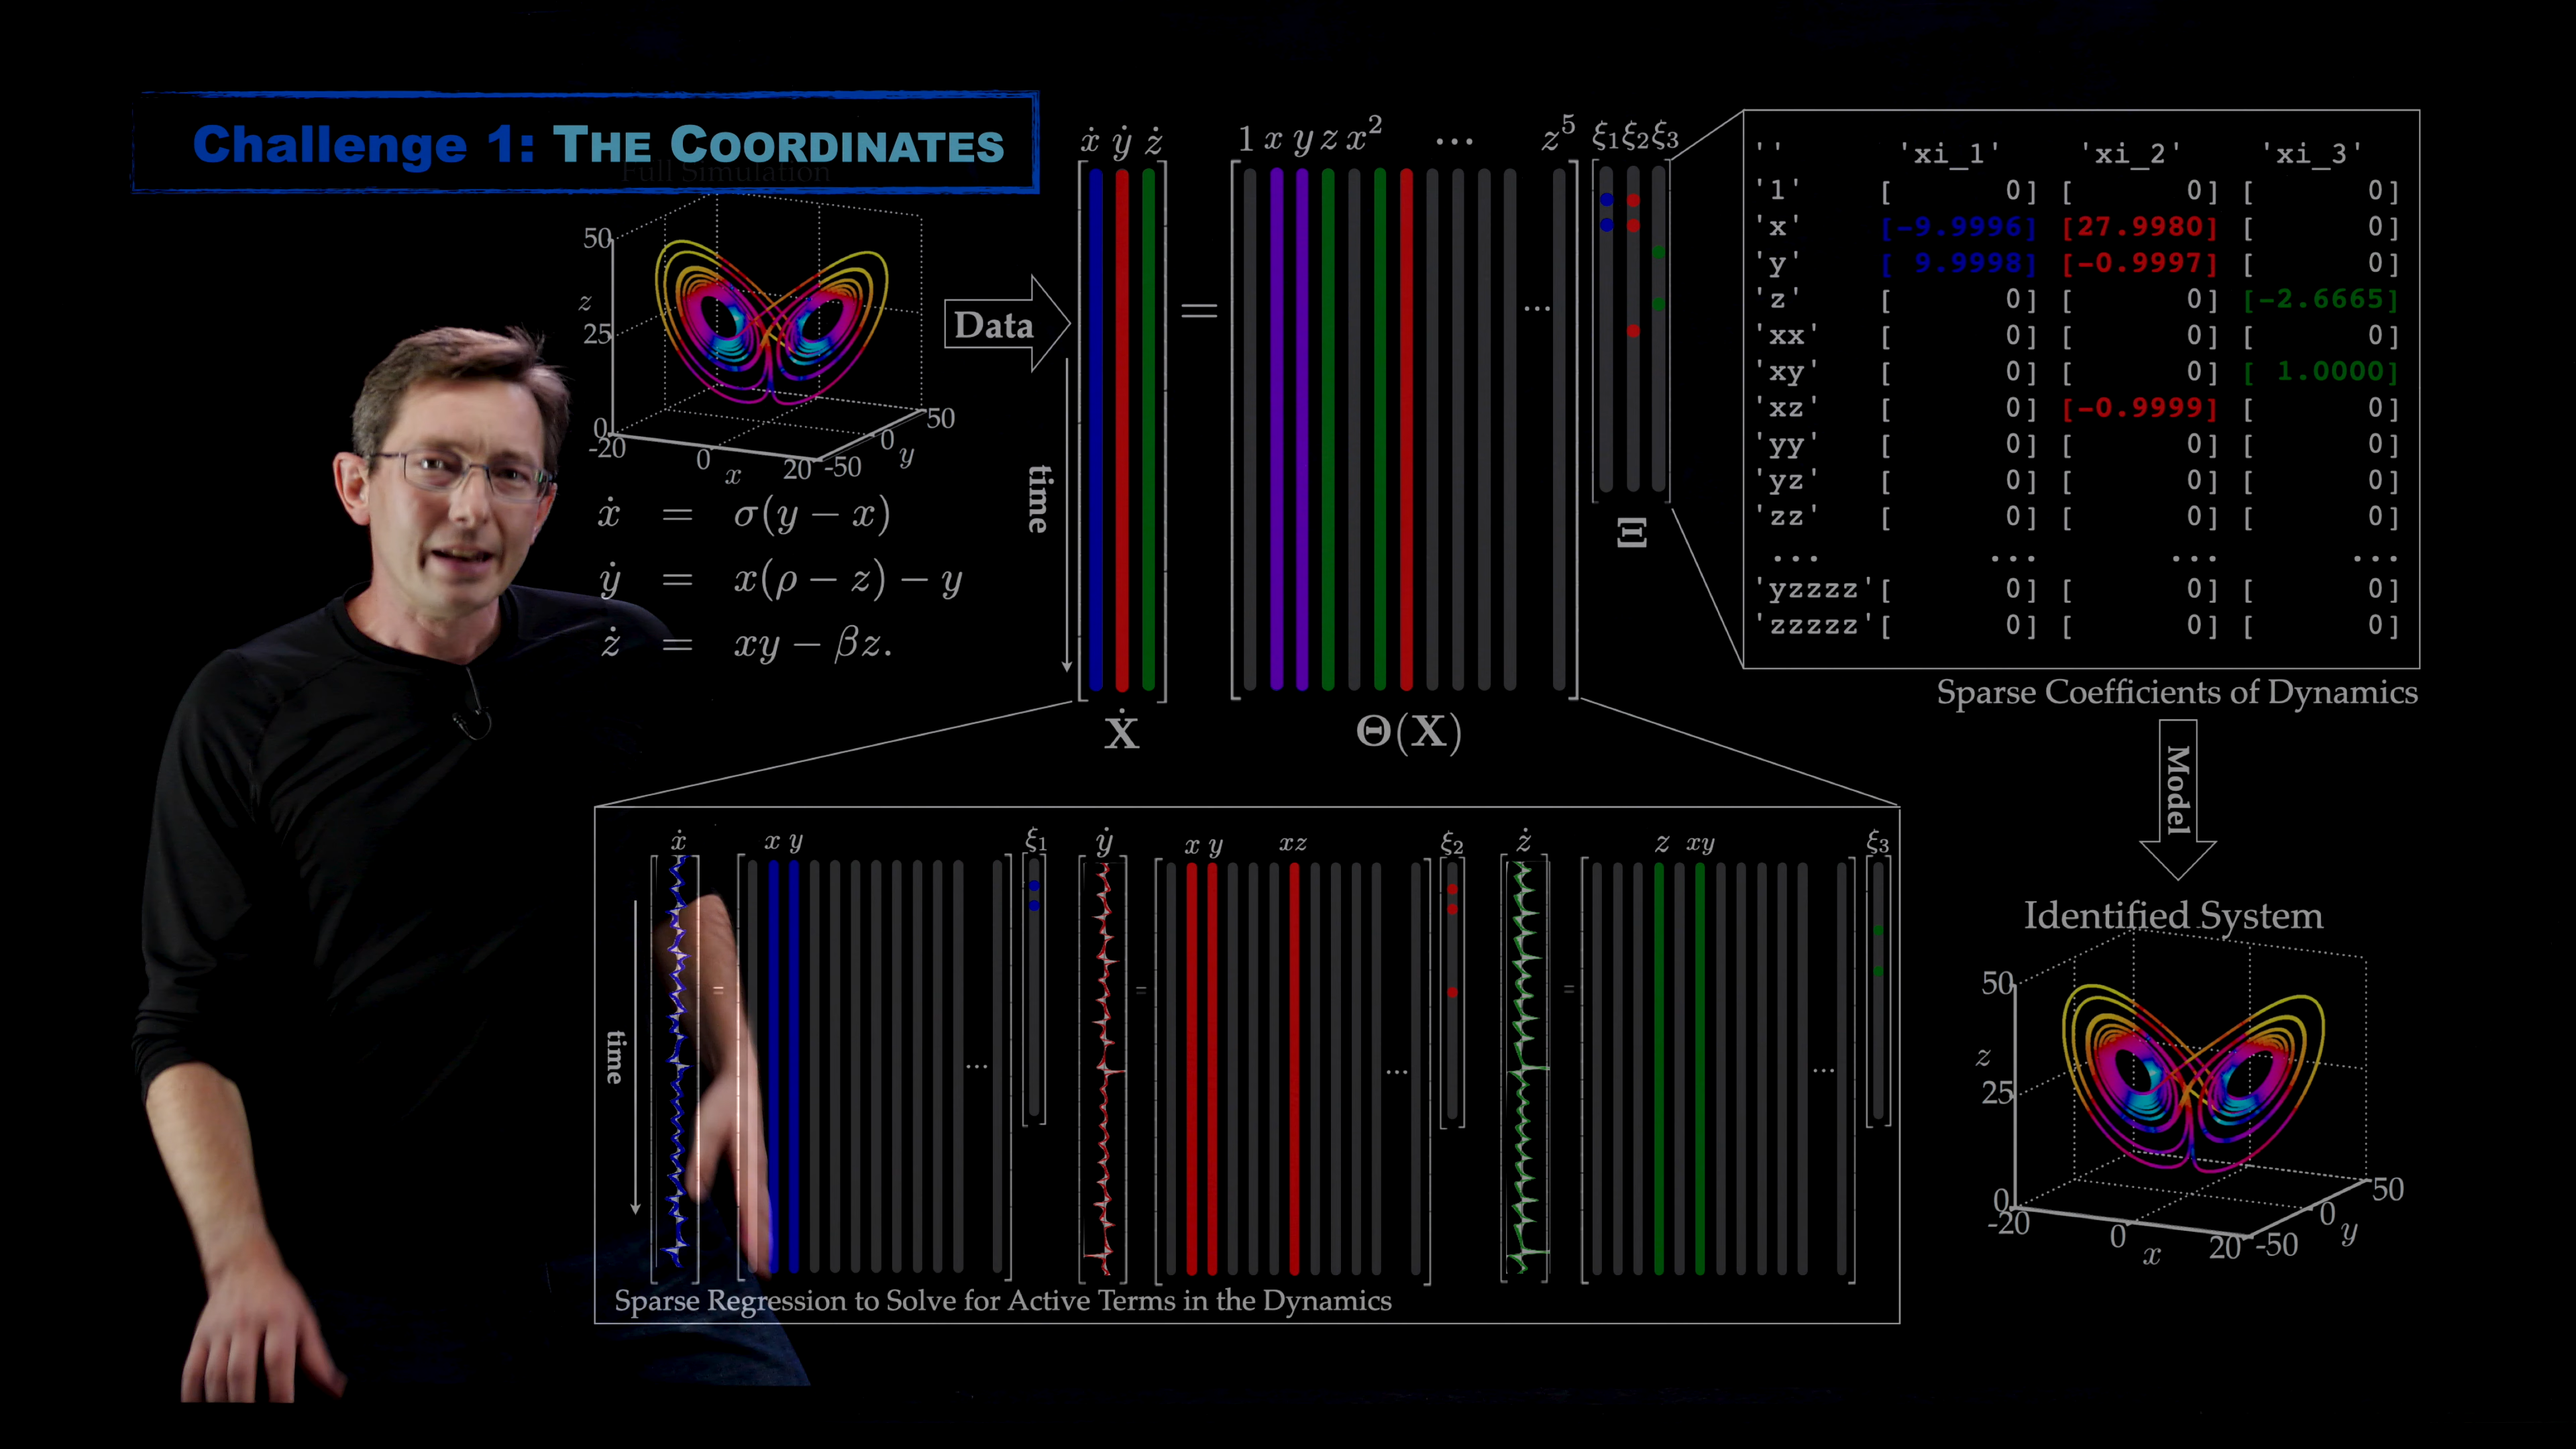 Challenge 1: THE COORDINATES
Full Simulation
50
z
25
0
-20
0
x
20
-50
0
y
50
ẋ = σ(y − x)
ẏ = x(ρ − z) − y
ż = xy − βz.
Data
time
ẋ ẏ ż
=
1 x y z x² ⋯ z⁵
ξ₁ ξ₂ ξ₃
...
Ẋ
Θ(X)
Ξ
'' 'xi_1' 'xi_2' 'xi_3'
'1' [ 0] [ 0] [ 0]
'x' [-9.9996] [27.9980] [ 0]
'y' [ 9.9998] [-0.9997] [ 0]
'z' [ 0] [ 0] [-2.6665]
'xx' [ 0] [ 0] [ 0]
'xy' [ 0] [ 0] [ 1.0000]
'xz' [ 0] [-0.9999] [ 0]
'yy' [ 0] [ 0] [ 0]
'yz' [ 0] [ 0] [ 0]
'zz' [ 0] [ 0] [ 0]
... ... ... ...
'yzzzz' [ 0] [ 0] [ 0]
'zzzzz' [ 0] [ 0] [ 0]
Sparse Coefficients of Dynamics
Model
time
ẋ = x y ... ξ₁
ẏ = x y xz ... ξ₂
ż = z xy ... ξ₃
Sparse Regression to Solve for Active Terms in the Dynamics
Identified System
50
z
25
0
-20
0
x
20
-50
0
y
50